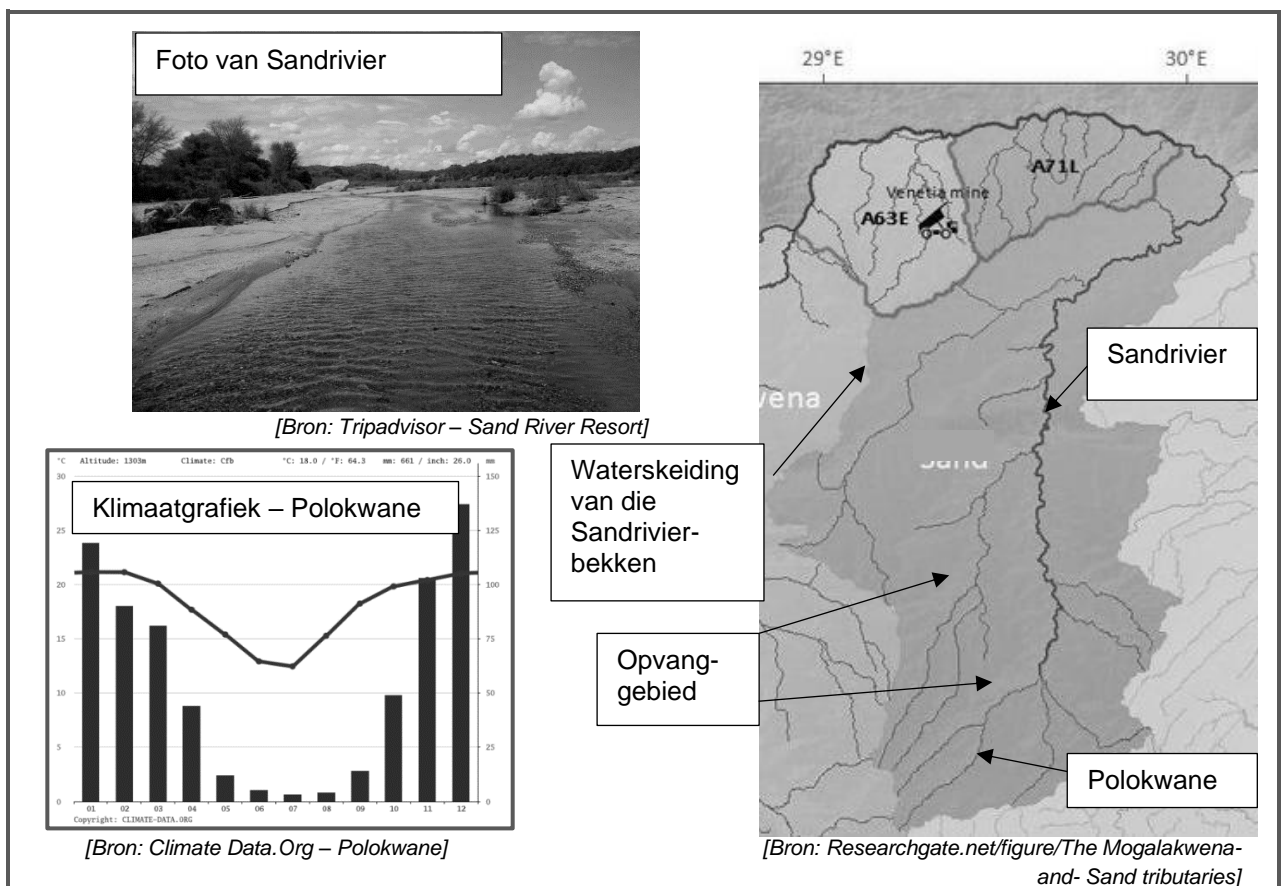 Foto van Sandrivier
[Bron: Tripadvisor – Sand River Resort]
°C Altitude: 1303m Climate: Cfb °C: 18.0 / °F: 64.3 mm: 661 / inch: 26.0 mm
Klimaatgrafiek – Polokwane
30 150
25 125
20 100
15 75
10 50
5 25
0 0
01 02 03 04 05 06 07 08 09 10 11 12
Copyright: CLIMATE-DATA.ORG
[Bron: Climate Data.Org – Polokwane]
29°E 30°E
A71L
Venetia mine
A63E
Sandrivier
wena
Sand
Waterskeiding
van die
Sandrivier-
bekken
Opvang-
gebied
Polokwane
[Bron: Researchgate.net/figure/The Mogalakwena-
and- Sand tributaries]